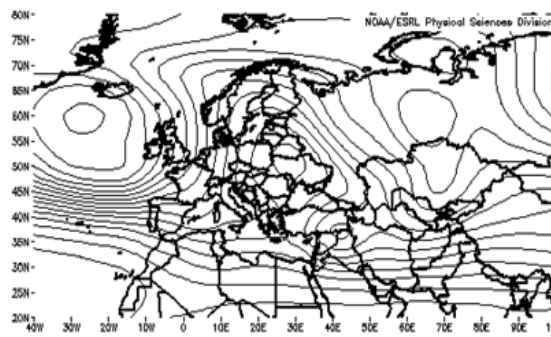 NOAA/ESRL Physical Sciences Division
80N
75N
70N
65N
60N
55N
50N
45N
40N
35N
30N
25N
20N
40W 30W 20W 10W 0 10E 20E 30E 40E 50E 60E 70E 80E 90E